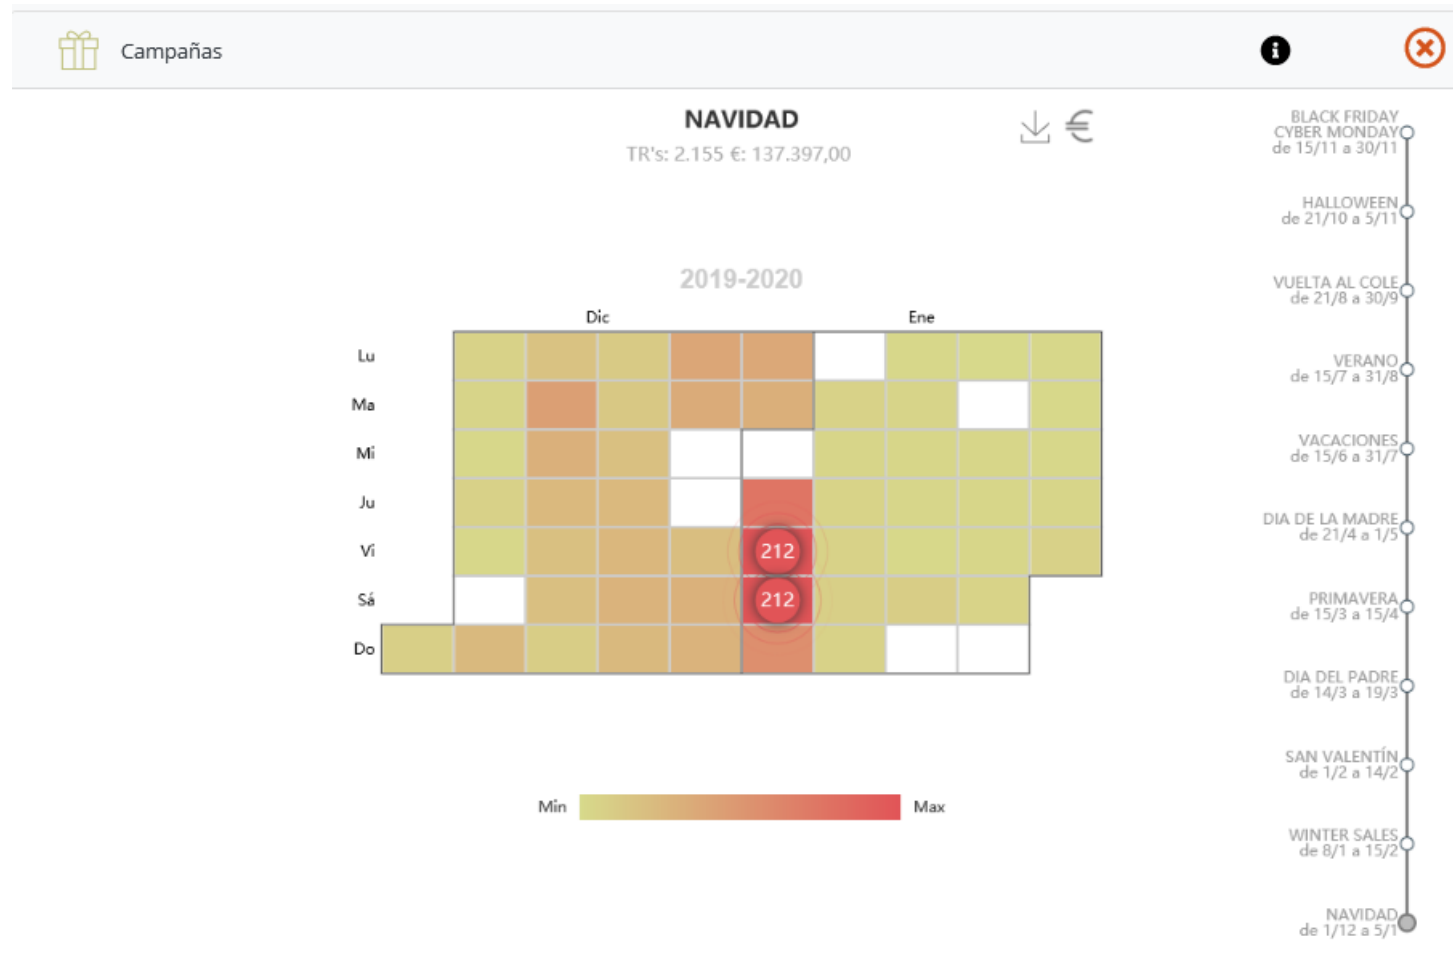 Campañas
NAVIDAD
TR's: 2.155 €: 137.397,00
2019-2020
Dic
Ene
Lu
Ma
Mi
Ju
Vi
212
Sá
212
Do
Min
Max
BLACK FRIDAY
CYBER MONDAY
de 15/11 a 30/11
HALLOWEEN
de 21/10 a 5/11
VUELTA AL COLE
de 21/8 a 30/9
VERANO
de 15/7 a 31/8
VACACIONES
de 15/6 a 31/7
DIA DE LA MADRE
de 21/4 a 1/5
PRIMAVERA
de 15/3 a 15/4
DIA DEL PADRE
de 14/3 a 19/3
SAN VALENTÍN
de 1/2 a 14/2
WINTER SALES
de 8/1 a 15/2
NAVIDAD
de 1/12 a 5/1